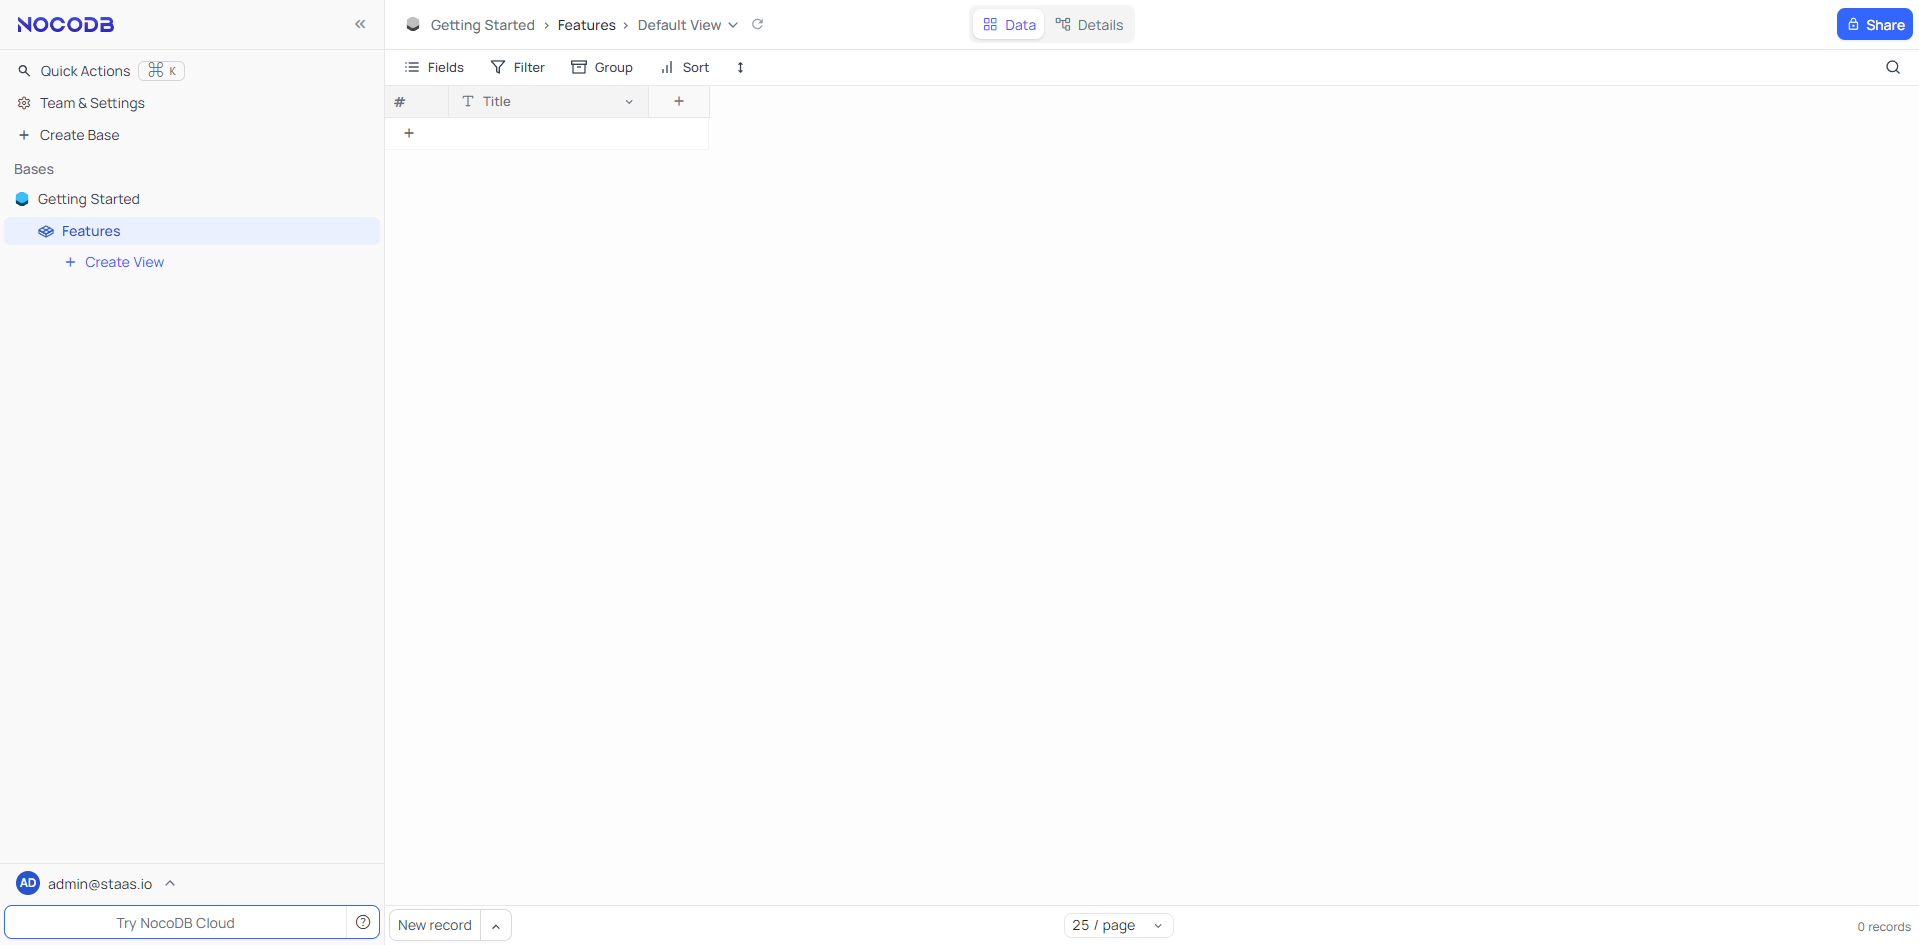 NOCODB
Quick Actions ⌘ K
Team & Settings
Create Base
Bases
Getting Started
Features
Create View
admin@staas.io
AD
Try NocoDB Cloud
Getting Started › Features › Default View
Data
Details
Share
Fields
Filter
Group
Sort
# Title
New record
25 / page
0 records